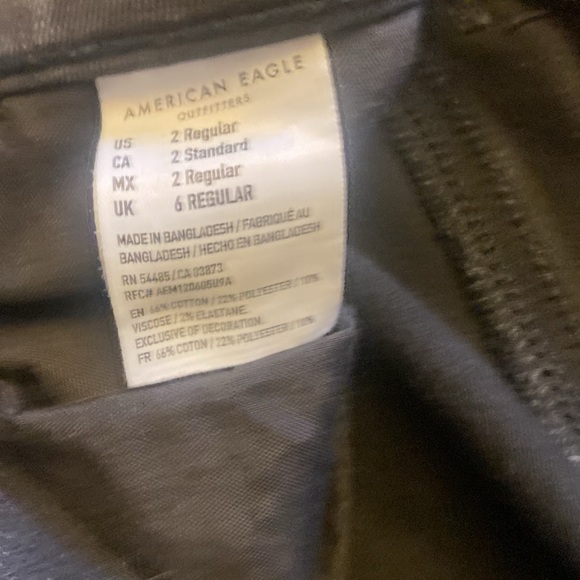 AMERICAN EAGLE
OUTFITTERS
US 2 Regular
CA 2 Standard
MX 2 Regular
UK 6 REGULAR
MADE IN BANGLADESH / FABRIQUÉ AU
BANGLADESH / HECHO EN BANGLADESH
RN 54485 / CA 03873
RFC#
EN 66% COTTON / 22% POLYESTER / 10%
VISCOSE / 2% ELASTANE.
EXCLUSIVE OF DECORATION.
FR 66% COTON / 22% POLYESTER / 10%